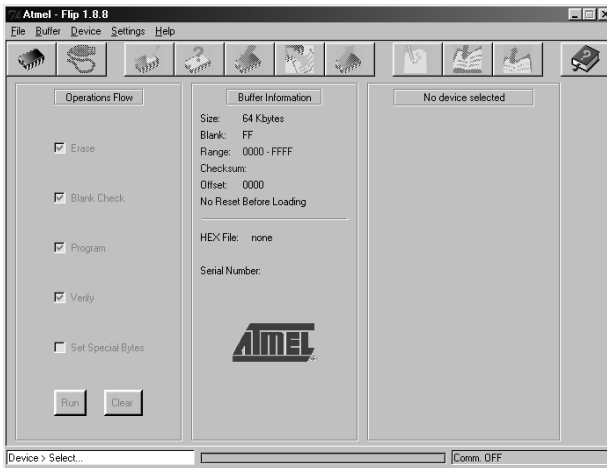 Atmel - Flip 1.8.8
File Buffer Device Settings Help
Operations Flow
Erase
Blank Check
Program
Verify
Set Special Bytes
Run Clear
Buffer Information
Size: 64 Kbytes
Blank: FF
Range: 0000 - FFFF
Checksum:
Offset: 0000
No Reset Before Loading
HEX File: none
Serial Number:
ATMEL
No device selected
Device > Select...
Comm. OFF